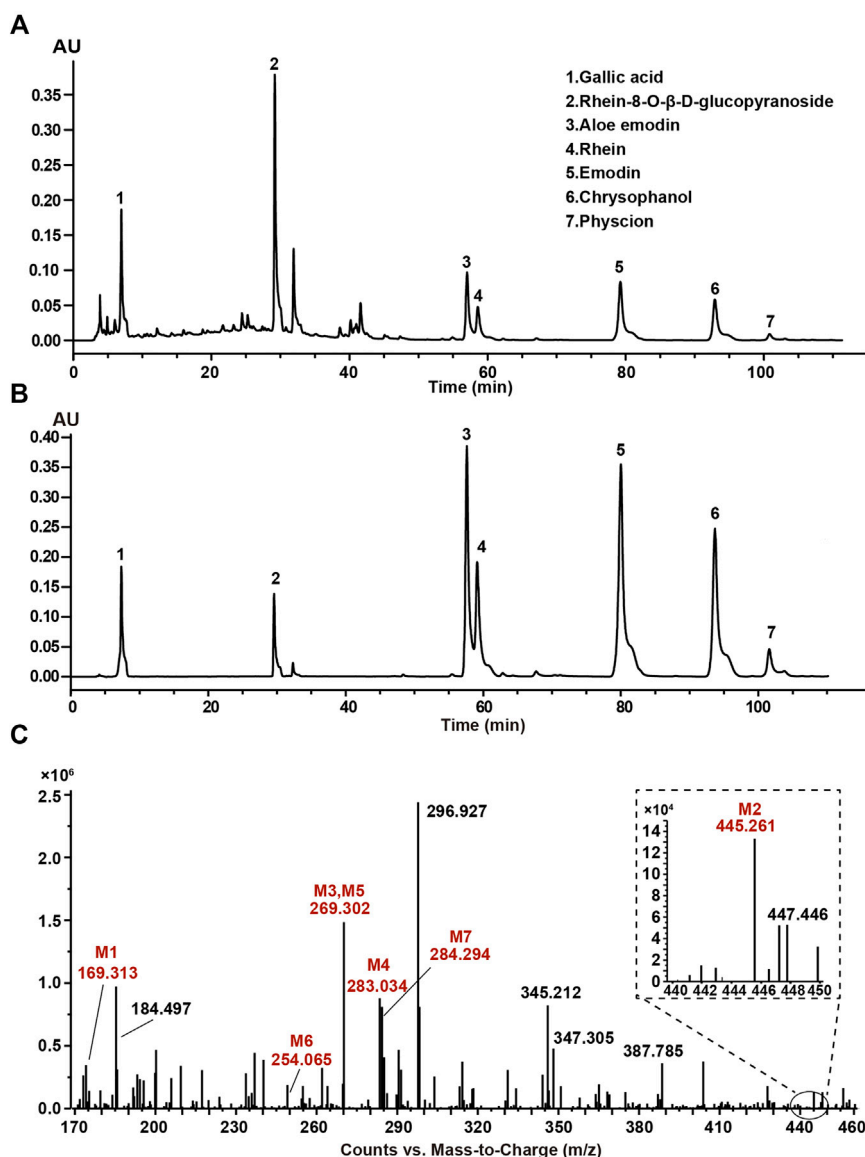 A
AU
2
1
3
4
5
6
7
1.Gallic acid
2.Rhein-8-O-β-D-glucopyranoside
3.Aloe emodin
4.Rhein
5.Emodin
6.Chrysophanol
7.Physcion
0.35
0.30
0.25
0.20
0.15
0.10
0.05
0.00
0 20 40 60 80 100
Time (min)
B
AU
1
2
3
4
5
6
7
0.40
0.35
0.30
0.25
0.20
0.15
0.10
0.05
0.00
0 20 40 60 80 100
Time (min)
C
×10⁶
2.5
2.0
1.5
1.0
0.5
0.0
M1
169.313
184.497
M6
254.065
M3,M5
269.302
M4
283.034
M7
284.294
296.927
345.212
347.305
387.785
×10⁴
M2
445.261
447.446
14
12
10
8
6
4
2
0
440 442 444 446 448 450
170 200 230 260 290 320 350 380 410 440 460
Counts vs. Mass-to-Charge (m/z)